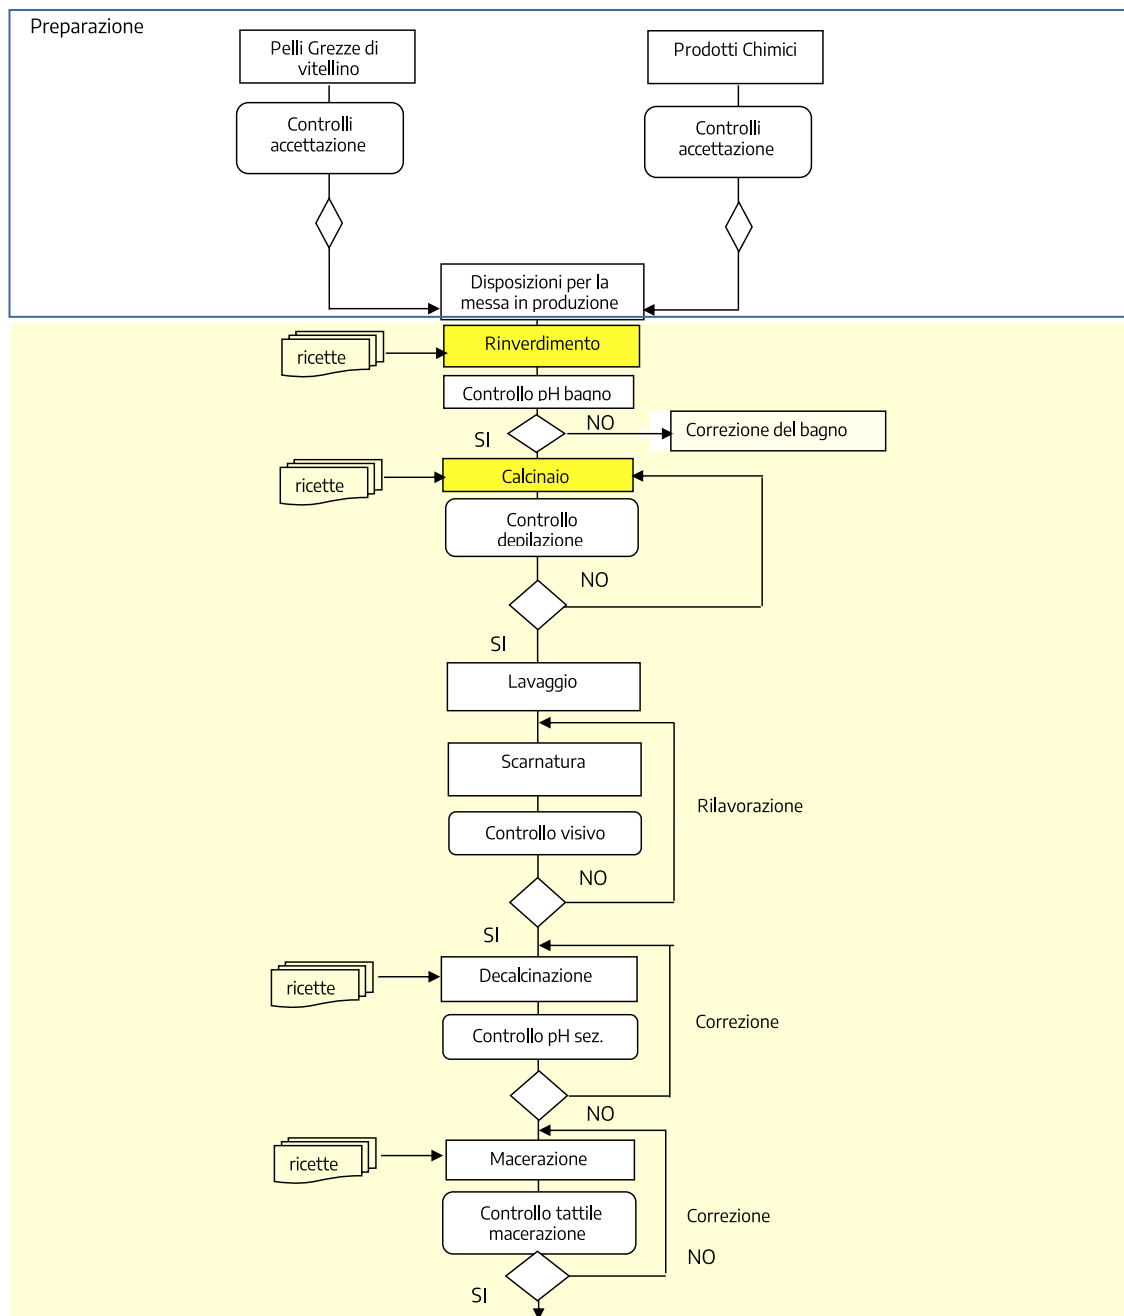 Preparazione
Pelli Grezze di
vitellino
Prodotti Chimici
Controlli
accettazione
Controlli
accettazione
Disposizioni per la
messa in produzione
ricette
Rinverdimento
Controllo pH bagno
SI
NO
Correzione del bagno
ricette
Calcinaio
Controllo
depilazione
NO
SI
Lavaggio
Scarnatura
Rilavorazione
Controllo visivo
NO
SI
ricette
Decalcinazione
Correzione
Controllo pH sez.
NO
ricette
Macerazione
Controllo tattile
macerazione
Correzione
NO
SI